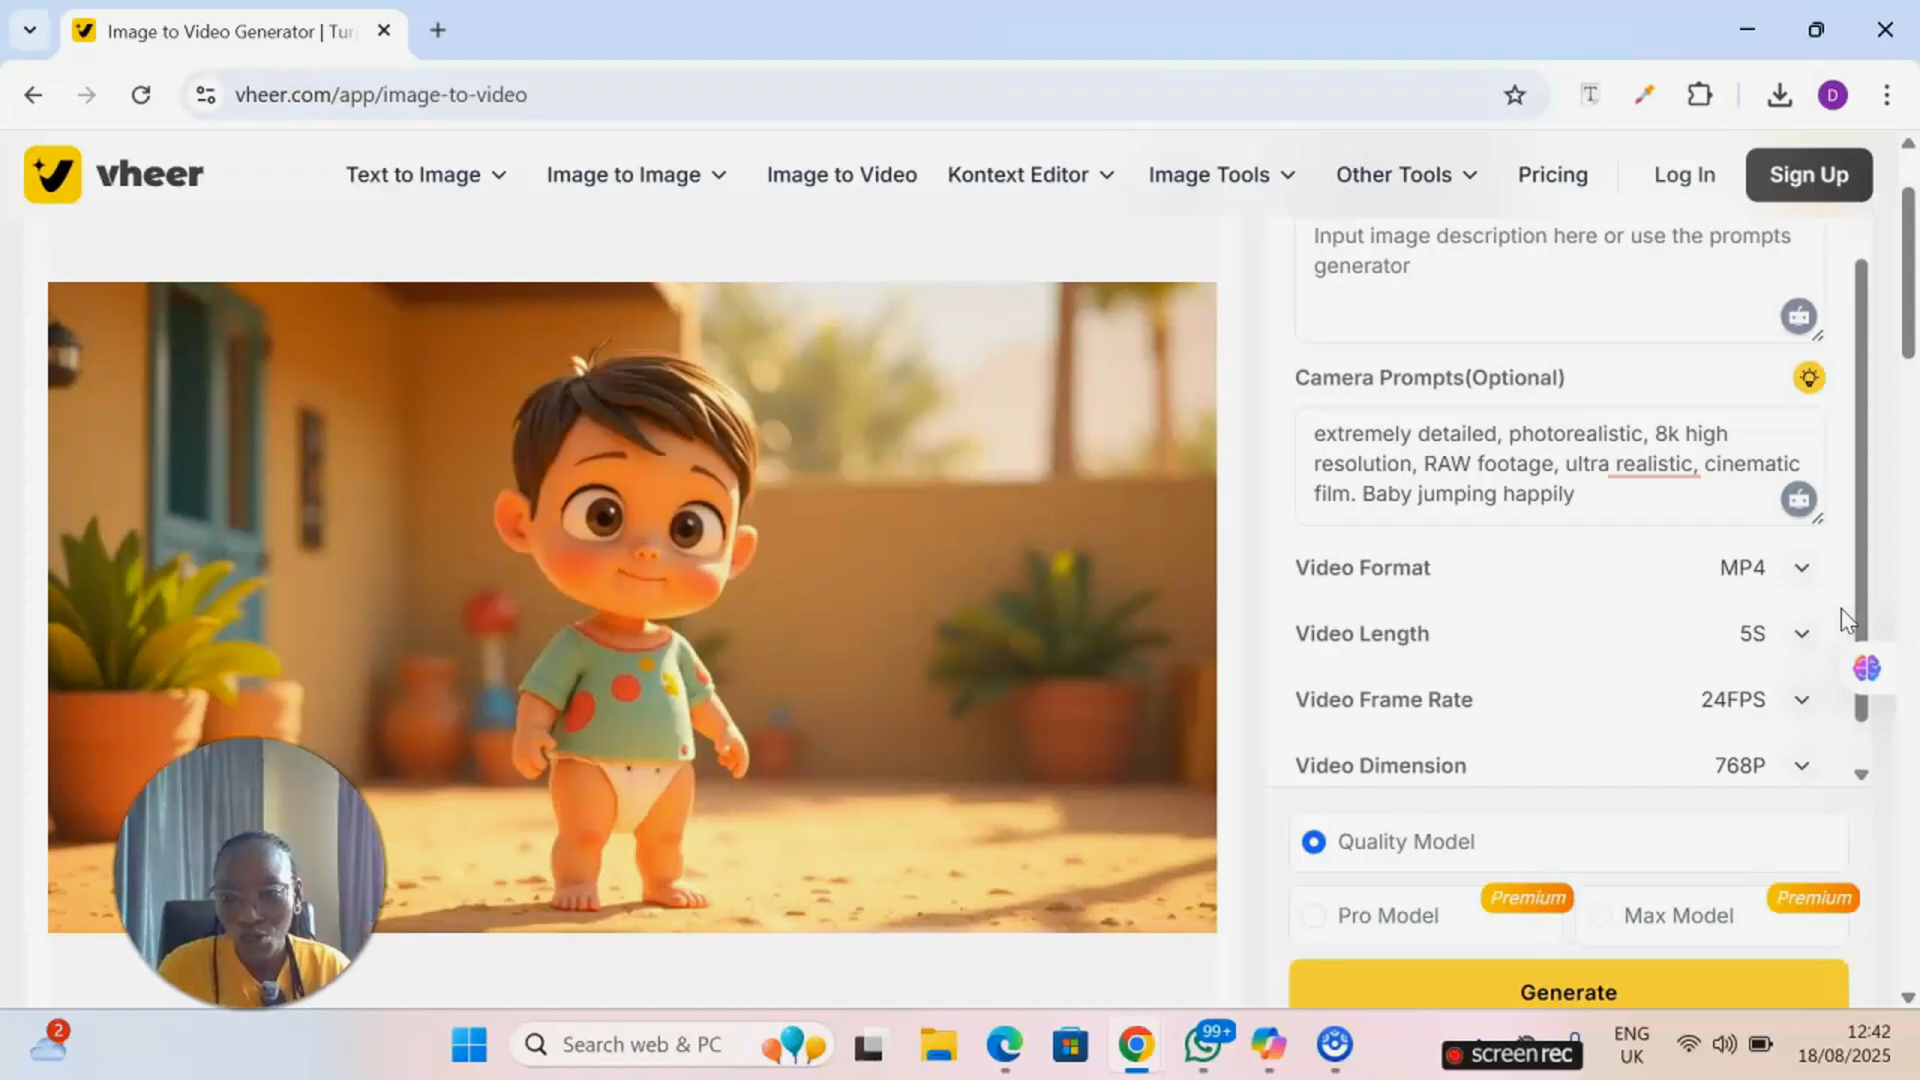 Image to Video Generator | Tur
vheer.com/app/image-to-video
T
D
vheer
Text to Image
Image to Image
Image to Video
Kontext Editor
Image Tools
Other Tools
Pricing
Log In
Sign Up
Input image description here or use the prompts
generator
Camera Prompts(Optional)
extremely detailed, photorealistic, 8k high
resolution, RAW footage, ultra realistic, cinematic
film. Baby jumping happily
Video Format
MP4
Video Length
5S
Video Frame Rate
24FPS
Video Dimension
768P
Quality Model
Pro Model
Premium
Max Model
Premium
Generate
2
Search web & PC
99+
screen rec
ENG
UK
12:42
18/08/2025